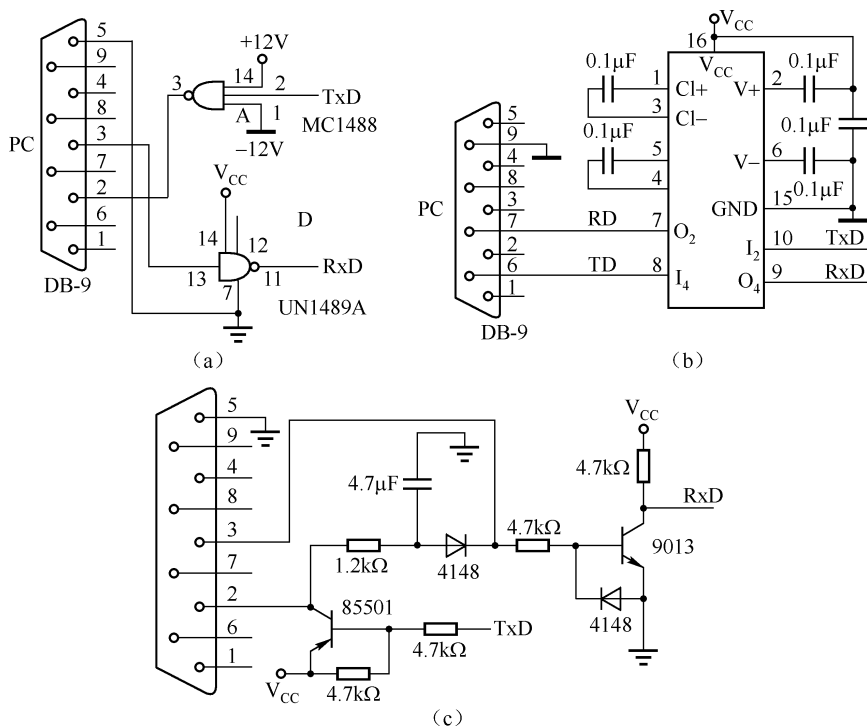 PC
5
9
4
8
3
7
2
6
1
DB-9
+12V
3
14
2
TxD
A
1
MC1488
−12V
VCC
D
14
12
13
11
RxD
7
UN1489A
(a)
VCC
16
VCC
0.1μF
1
Cl+
3
Cl−
0.1μF
5
4
V+
2
0.1μF
0.1μF
V−
6
0.1μF
GND
15
PC
5
9
4
8
3
7
2
6
1
DB-9
RD
7
O2
TD
8
I4
I2
10
TxD
O4
9
RxD
(b)
5
9
4
8
3
7
2
6
1
4.7μF
1.2kΩ
4148
4.7kΩ
VCC
4.7kΩ
RxD
9013
4148
85501
TxD
4.7kΩ
VCC
4.7kΩ
(c)